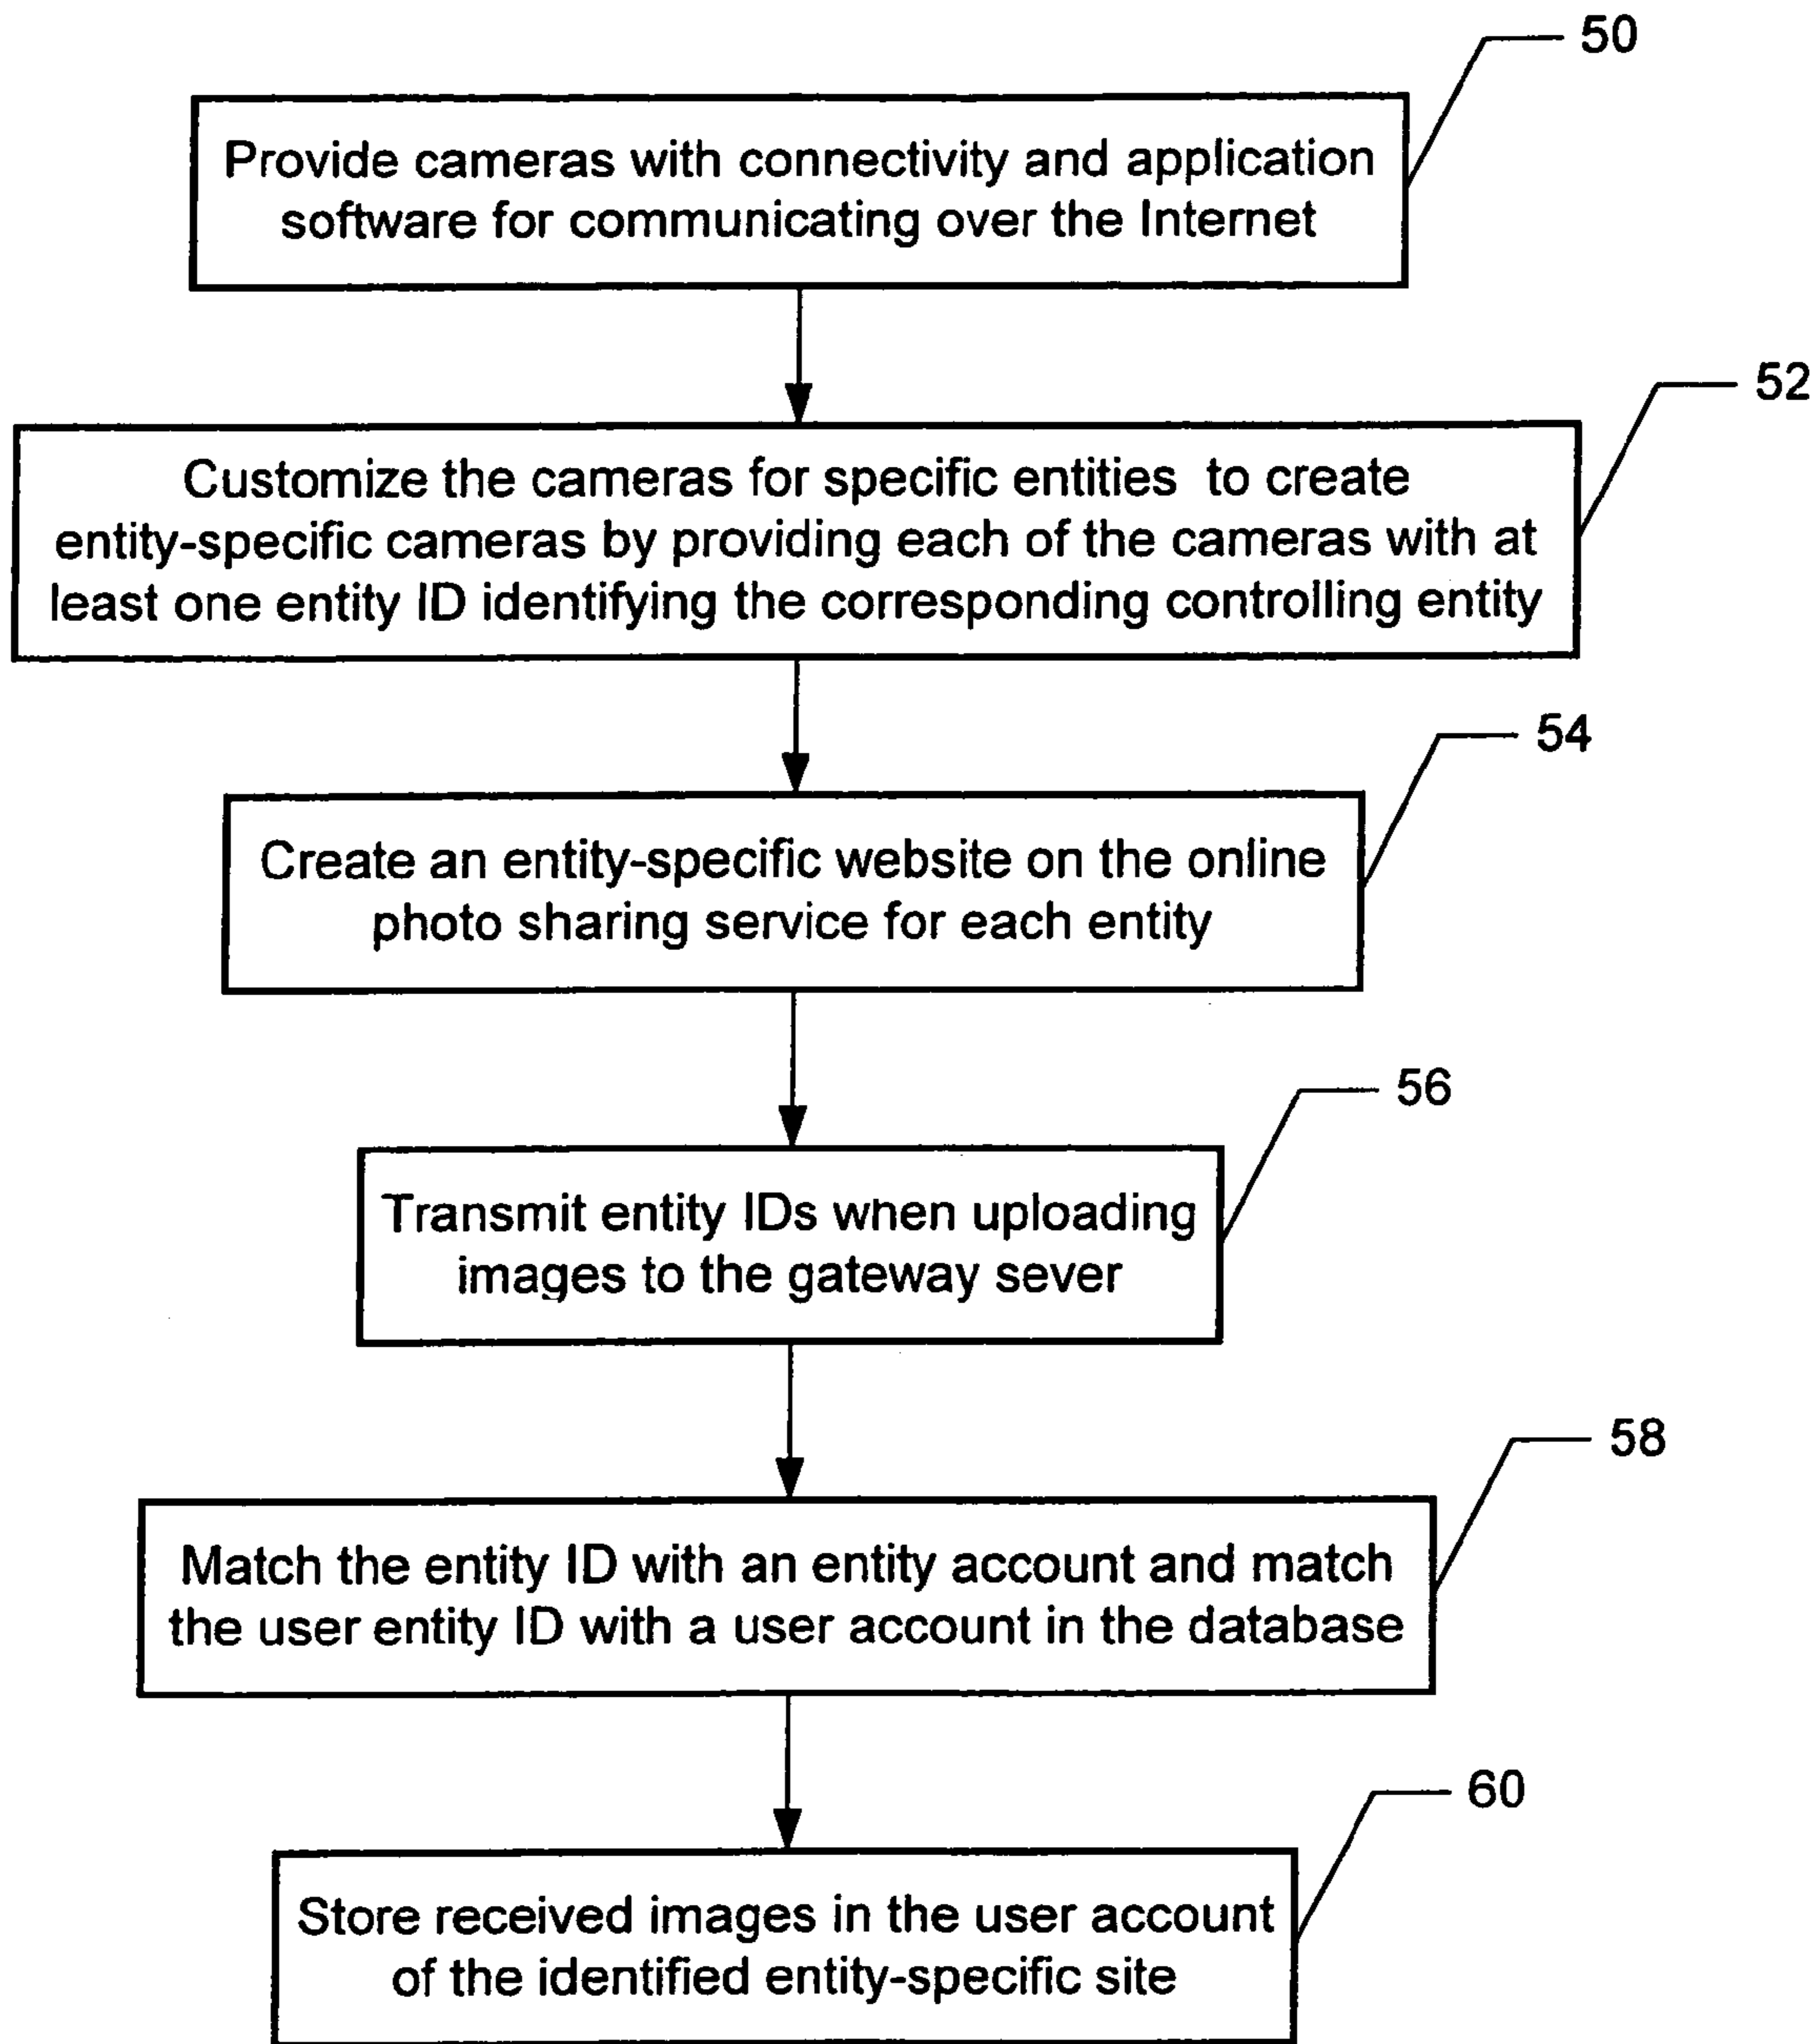 50
Provide cameras with connectivity and application
software for communicating over the Internet
52
Customize the cameras for specific entities to create
entity-specific cameras by providing each of the cameras with at
least one entity ID identifying the corresponding controlling entity
54
Create an entity-specific website on the online
photo sharing service for each entity
56
Transmit entity IDs when uploading
images to the gateway sever
58
Match the entity ID with an entity account and match
the user entity ID with a user account in the database
60
Store received images in the user account
of the identified entity-specific site